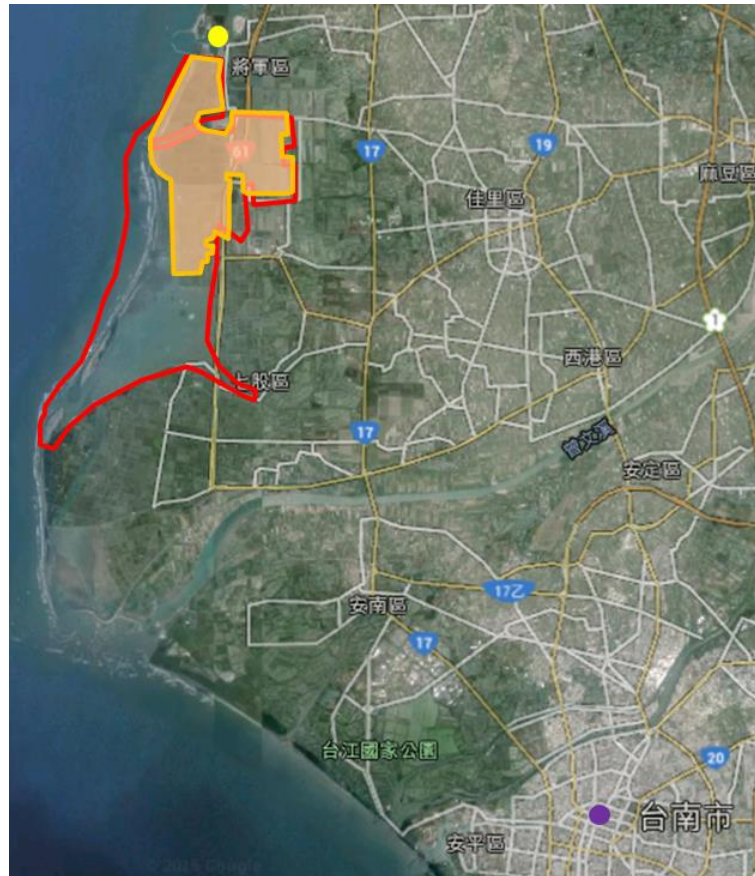 將軍區
61
17
19
麻豆區
佳里區
1
西港區
七股區
17
曾文溪
安定區
17乙
安南區
17
台江國家公園
20
台南市
安平區
© 2016 Google